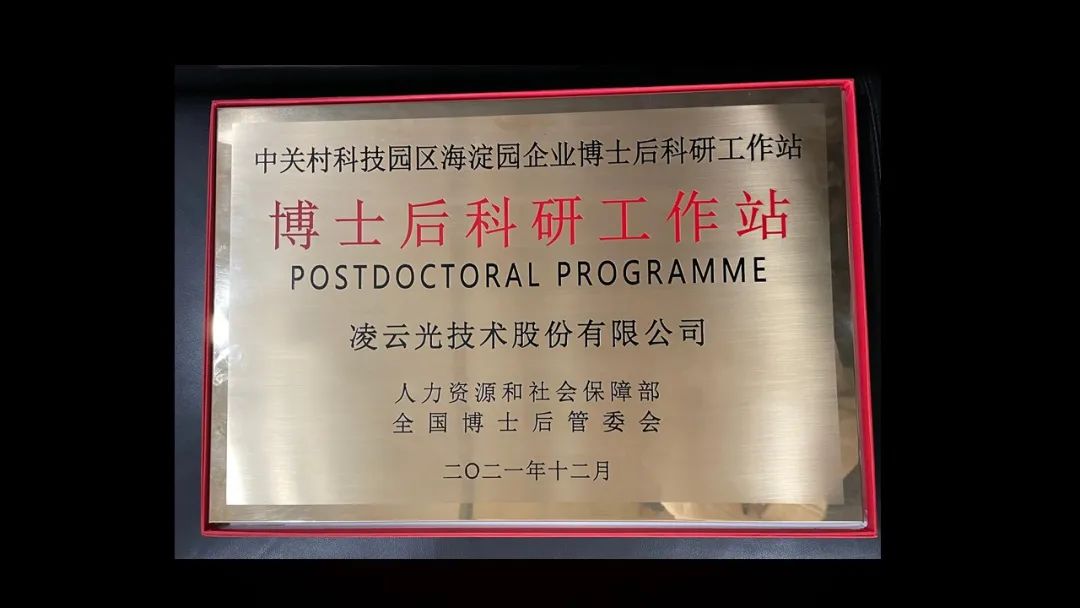 中关村科技园区海淀园企业博士后科研工作站
博士后科研工作站
POSTDOCTORAL PROGRAMME
凌云光技术股份有限公司
人力资源和社会保障部
全国博士后管委会
二〇二一年十二月